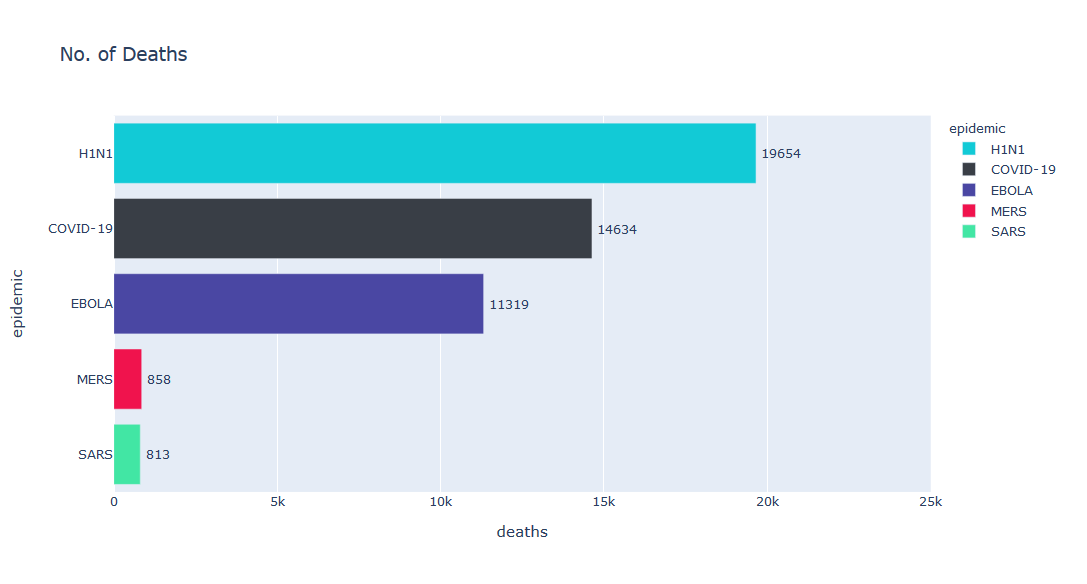 No. of Deaths
epidemic
H1N1
19654
COVID-19
14634
EBOLA
11319
MERS
858
SARS
813
0 5k 10k 15k 20k 25k
deaths
epidemic
H1N1
COVID-19
EBOLA
MERS
SARS